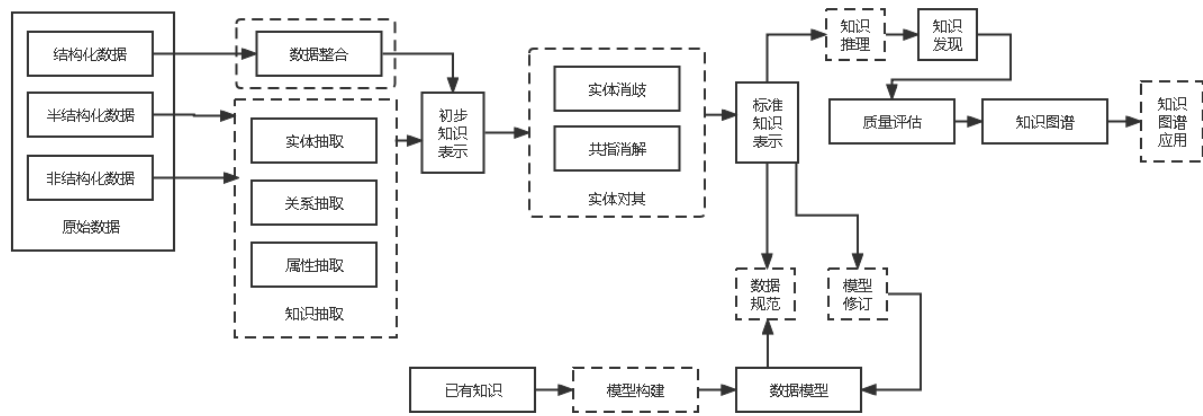 结构化数据
半结构化数据
非结构化数据
原始数据
数据整合
实体抽取
关系抽取
属性抽取
知识抽取
初步
知识
表示
实体消歧
共指消解
实体对其
标准
知识
表示
知识
推理
知识
发现
质量评估
知识图谱
知识
图谱
应用
数据
规范
模型
修订
已有知识
模型构建
数据模型